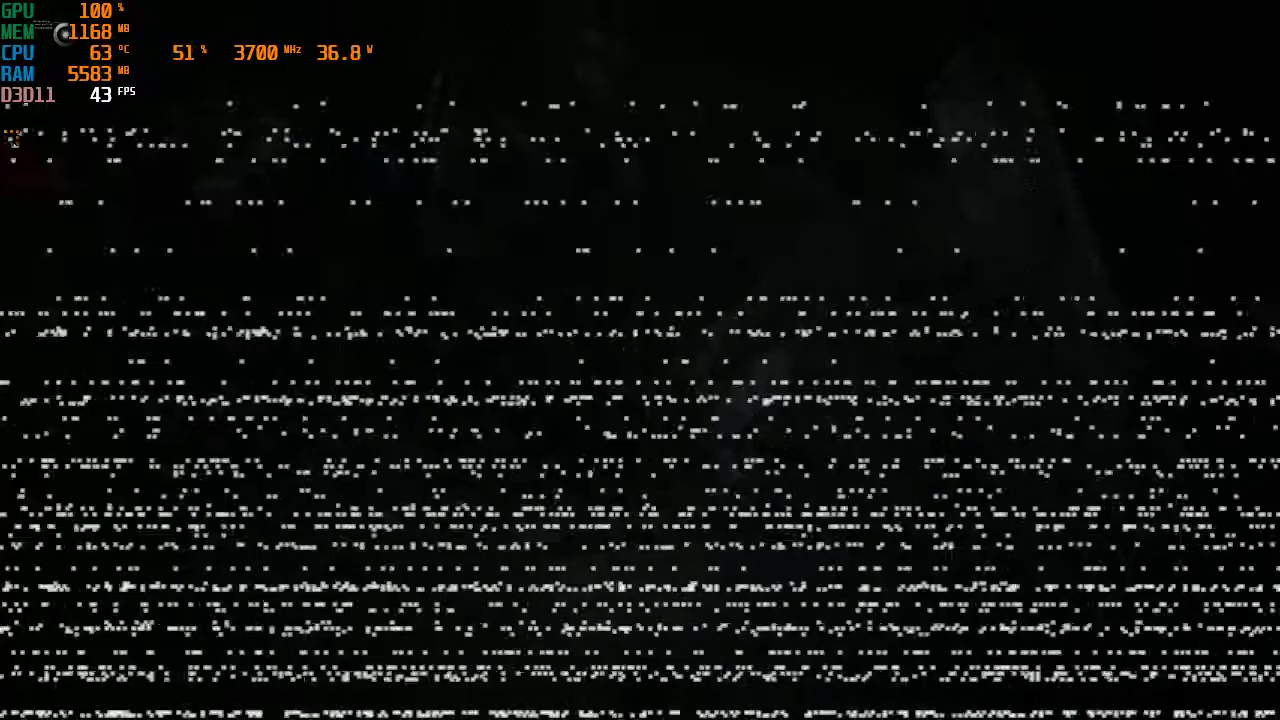 GPU 100 %
MEM 1168 MB
CPU 63 °C 51 % 3700 MHz 36.8 W
RAM 5583 MB
D3D11 43 FPS